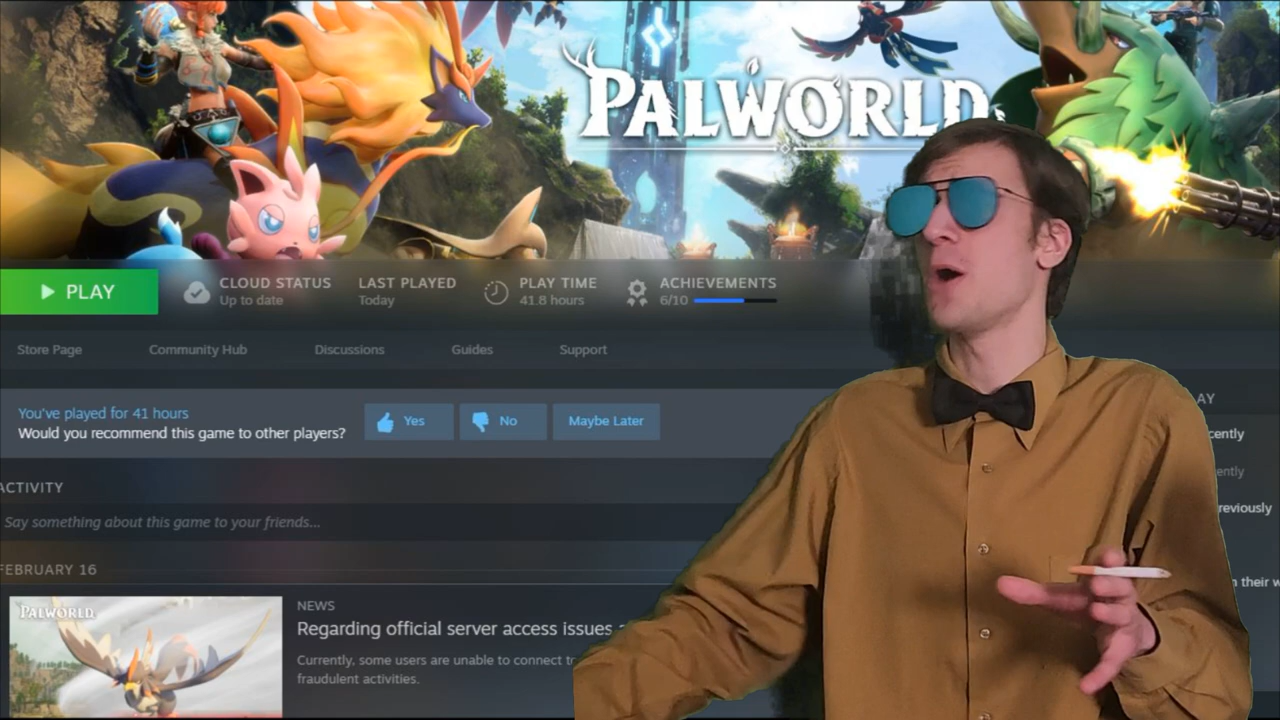 PALWORLD
PLAY
CLOUD STATUS
Up to date
LAST PLAYED
Today
PLAY TIME
41.8 hours
ACHIEVEMENTS
6/10
Store Page
Community Hub
Discussions
Guides
Support
You've played for 41 hours
Would you recommend this game to other players?
Yes
No
Maybe Later
AY
cently
ently
reviously
n their w
ACTIVITY
Say something about this game to your friends...
FEBRUARY 16
PALWORLD
NEWS
Regarding official server access issues
Currently, some users are unable to connect
fraudulent activities.